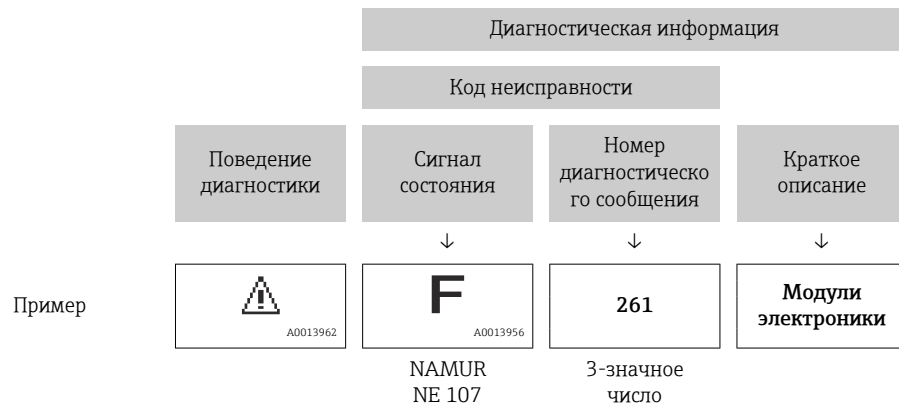 Диагностическая информация
Код неисправности
Поведение
диагностики
Сигнал
состояния
Номер
диагностическо
го сообщения
Краткое
описание
↓ ↓ ↓
Пример
A0013962
F
A0013956
261
Модули
электроники
NAMUR
NE 107
3-значное
число